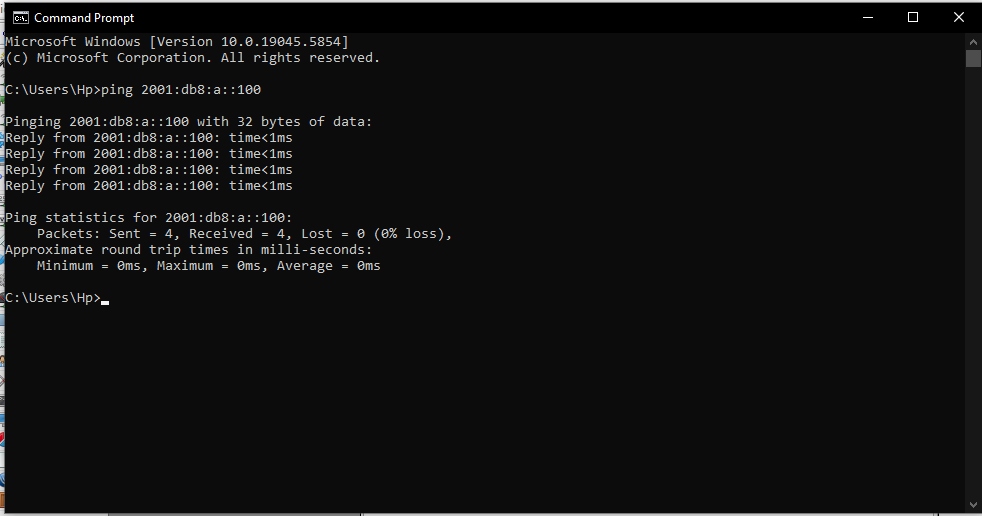 Command Prompt
Microsoft Windows [Version 10.0.19045.5854]
(c) Microsoft Corporation. All rights reserved.
C:\Users\Hp>ping 2001:db8:a::100
Pinging 2001:db8:a::100 with 32 bytes of data:
Reply from 2001:db8:a::100: time<1ms
Reply from 2001:db8:a::100: time<1ms
Reply from 2001:db8:a::100: time<1ms
Reply from 2001:db8:a::100: time<1ms
Ping statistics for 2001:db8:a::100:
    Packets: Sent = 4, Received = 4, Lost = 0 (0% loss),
Approximate round trip times in milli-seconds:
    Minimum = 0ms, Maximum = 0ms, Average = 0ms
C:\Users\Hp>